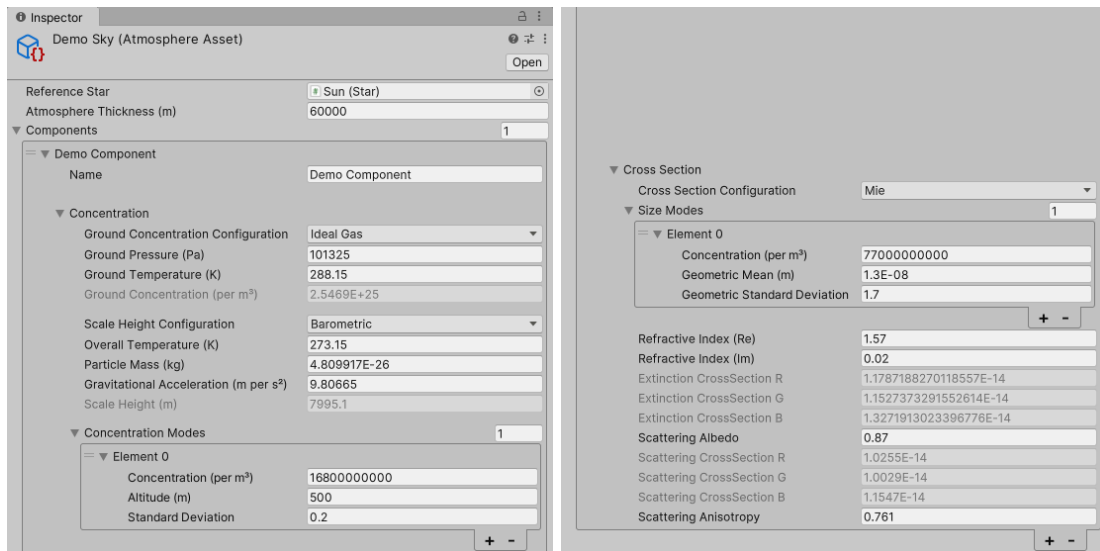 Inspector
Demo Sky (Atmosphere Asset)
Open
Reference Star Sun (Star)
Atmosphere Thickness (m) 60000
Components 1
Demo Component
Name Demo Component
Concentration
Ground Concentration Configuration Ideal Gas
Ground Pressure (Pa) 101325
Ground Temperature (K) 288.15
Ground Concentration (per m³) 2.5469E+25
Scale Height Configuration Barometric
Overall Temperature (K) 273.15
Particle Mass (kg) 4.809917E-26
Gravitational Acceleration (m per s²) 9.80665
Scale Height (m) 7995.1
Concentration Modes 1
Element 0
Concentration (per m³) 16800000000
Altitude (m) 500
Standard Deviation 0.2
+ -
Cross Section
Cross Section Configuration Mie
Size Modes 1
Element 0
Concentration (per m³) 77000000000
Geometric Mean (m) 1.3E-08
Geometric Standard Deviation 1.7
+ -
Refractive Index (Re) 1.57
Refractive Index (Im) 0.02
Extinction CrossSection R 1.1787188270118557E-14
Extinction CrossSection G 1.1527373291552614E-14
Extinction CrossSection B 1.3271913023396776E-14
Scattering Albedo 0.87
Scattering CrossSection R 1.0255E-14
Scattering CrossSection G 1.0029E-14
Scattering CrossSection B 1.1547E-14
Scattering Anisotropy 0.761
+ -